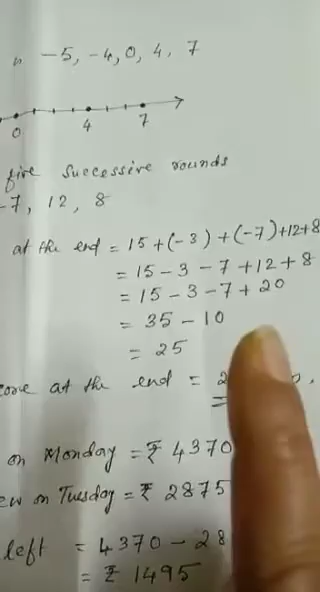 -5, -4, 0, 4, 7
0 4 7
five successive rounds
-7, 12, 8
at the end = 15 + (-3) + (-7) + 12 + 8
= 15 - 3 - 7 + 12 + 8
= 15 - 3 - 7 + 20
= 35 - 10
= 25
at the end = 2
on Monday = ₹ 4370
on Tuesday = ₹ 2875
left = 4370 - 28
= ₹ 1495